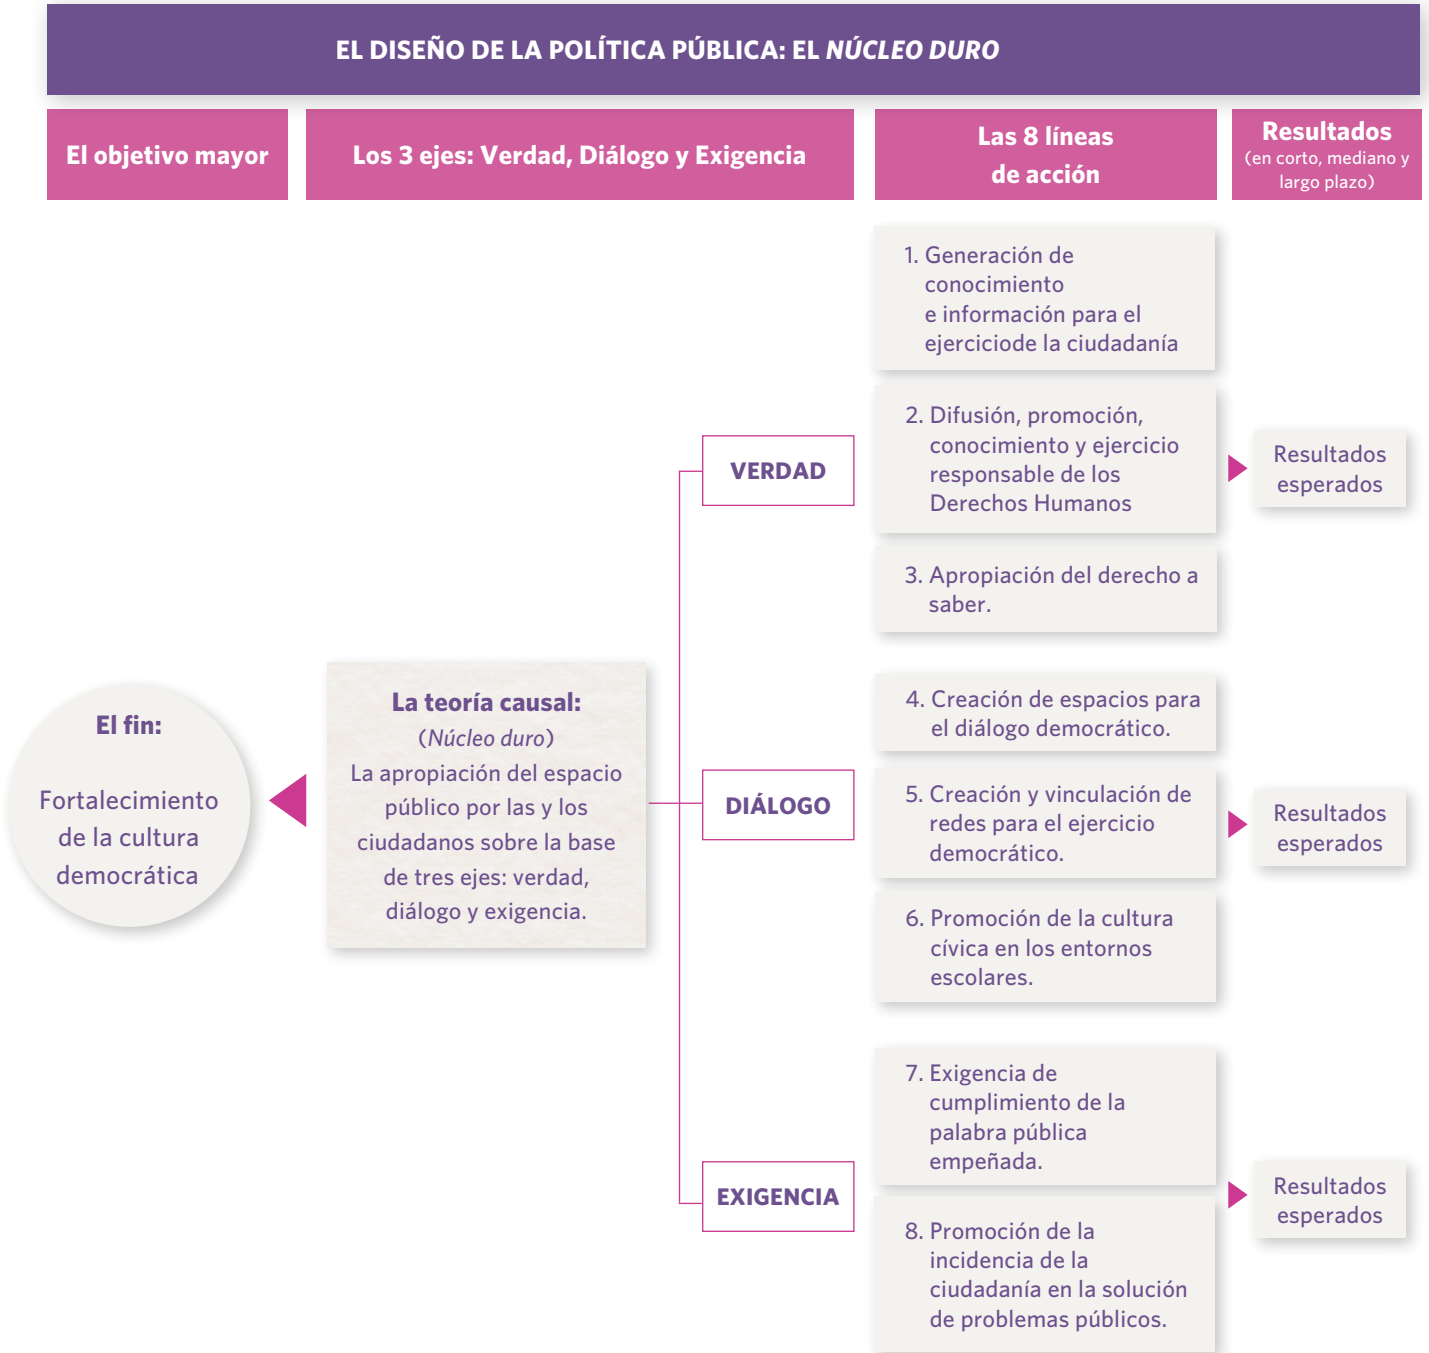 EL DISEÑO DE LA POLÍTICA PÚBLICA: EL NÚCLEO DURO
El objetivo mayor
Los 3 ejes: Verdad, Diálogo y Exigencia
Las 8 líneas
de acción
Resultados
(en corto, mediano y
largo plazo)
El fin:
Fortalecimiento
de la cultura
democrática
La teoría causal:
(Núcleo duro)
La apropiación del espacio
público por las y los
ciudadanos sobre la base
de tres ejes: verdad,
diálogo y exigencia.
VERDAD
1. Generación de
conocimiento
e información para el
ejerciciode la ciudadanía
2. Difusión, promoción,
conocimiento y ejercicio
responsable de los
Derechos Humanos
3. Apropiación del derecho a
saber.
Resultados
esperados
DIÁLOGO
4. Creación de espacios para
el diálogo democrático.
5. Creación y vinculación de
redes para el ejercicio
democrático.
6. Promoción de la cultura
cívica en los entornos
escolares.
Resultados
esperados
EXIGENCIA
7. Exigencia de
cumplimiento de la
palabra pública
empeñada.
8. Promoción de la
incidencia de la
ciudadanía en la solución
de problemas públicos.
Resultados
esperados